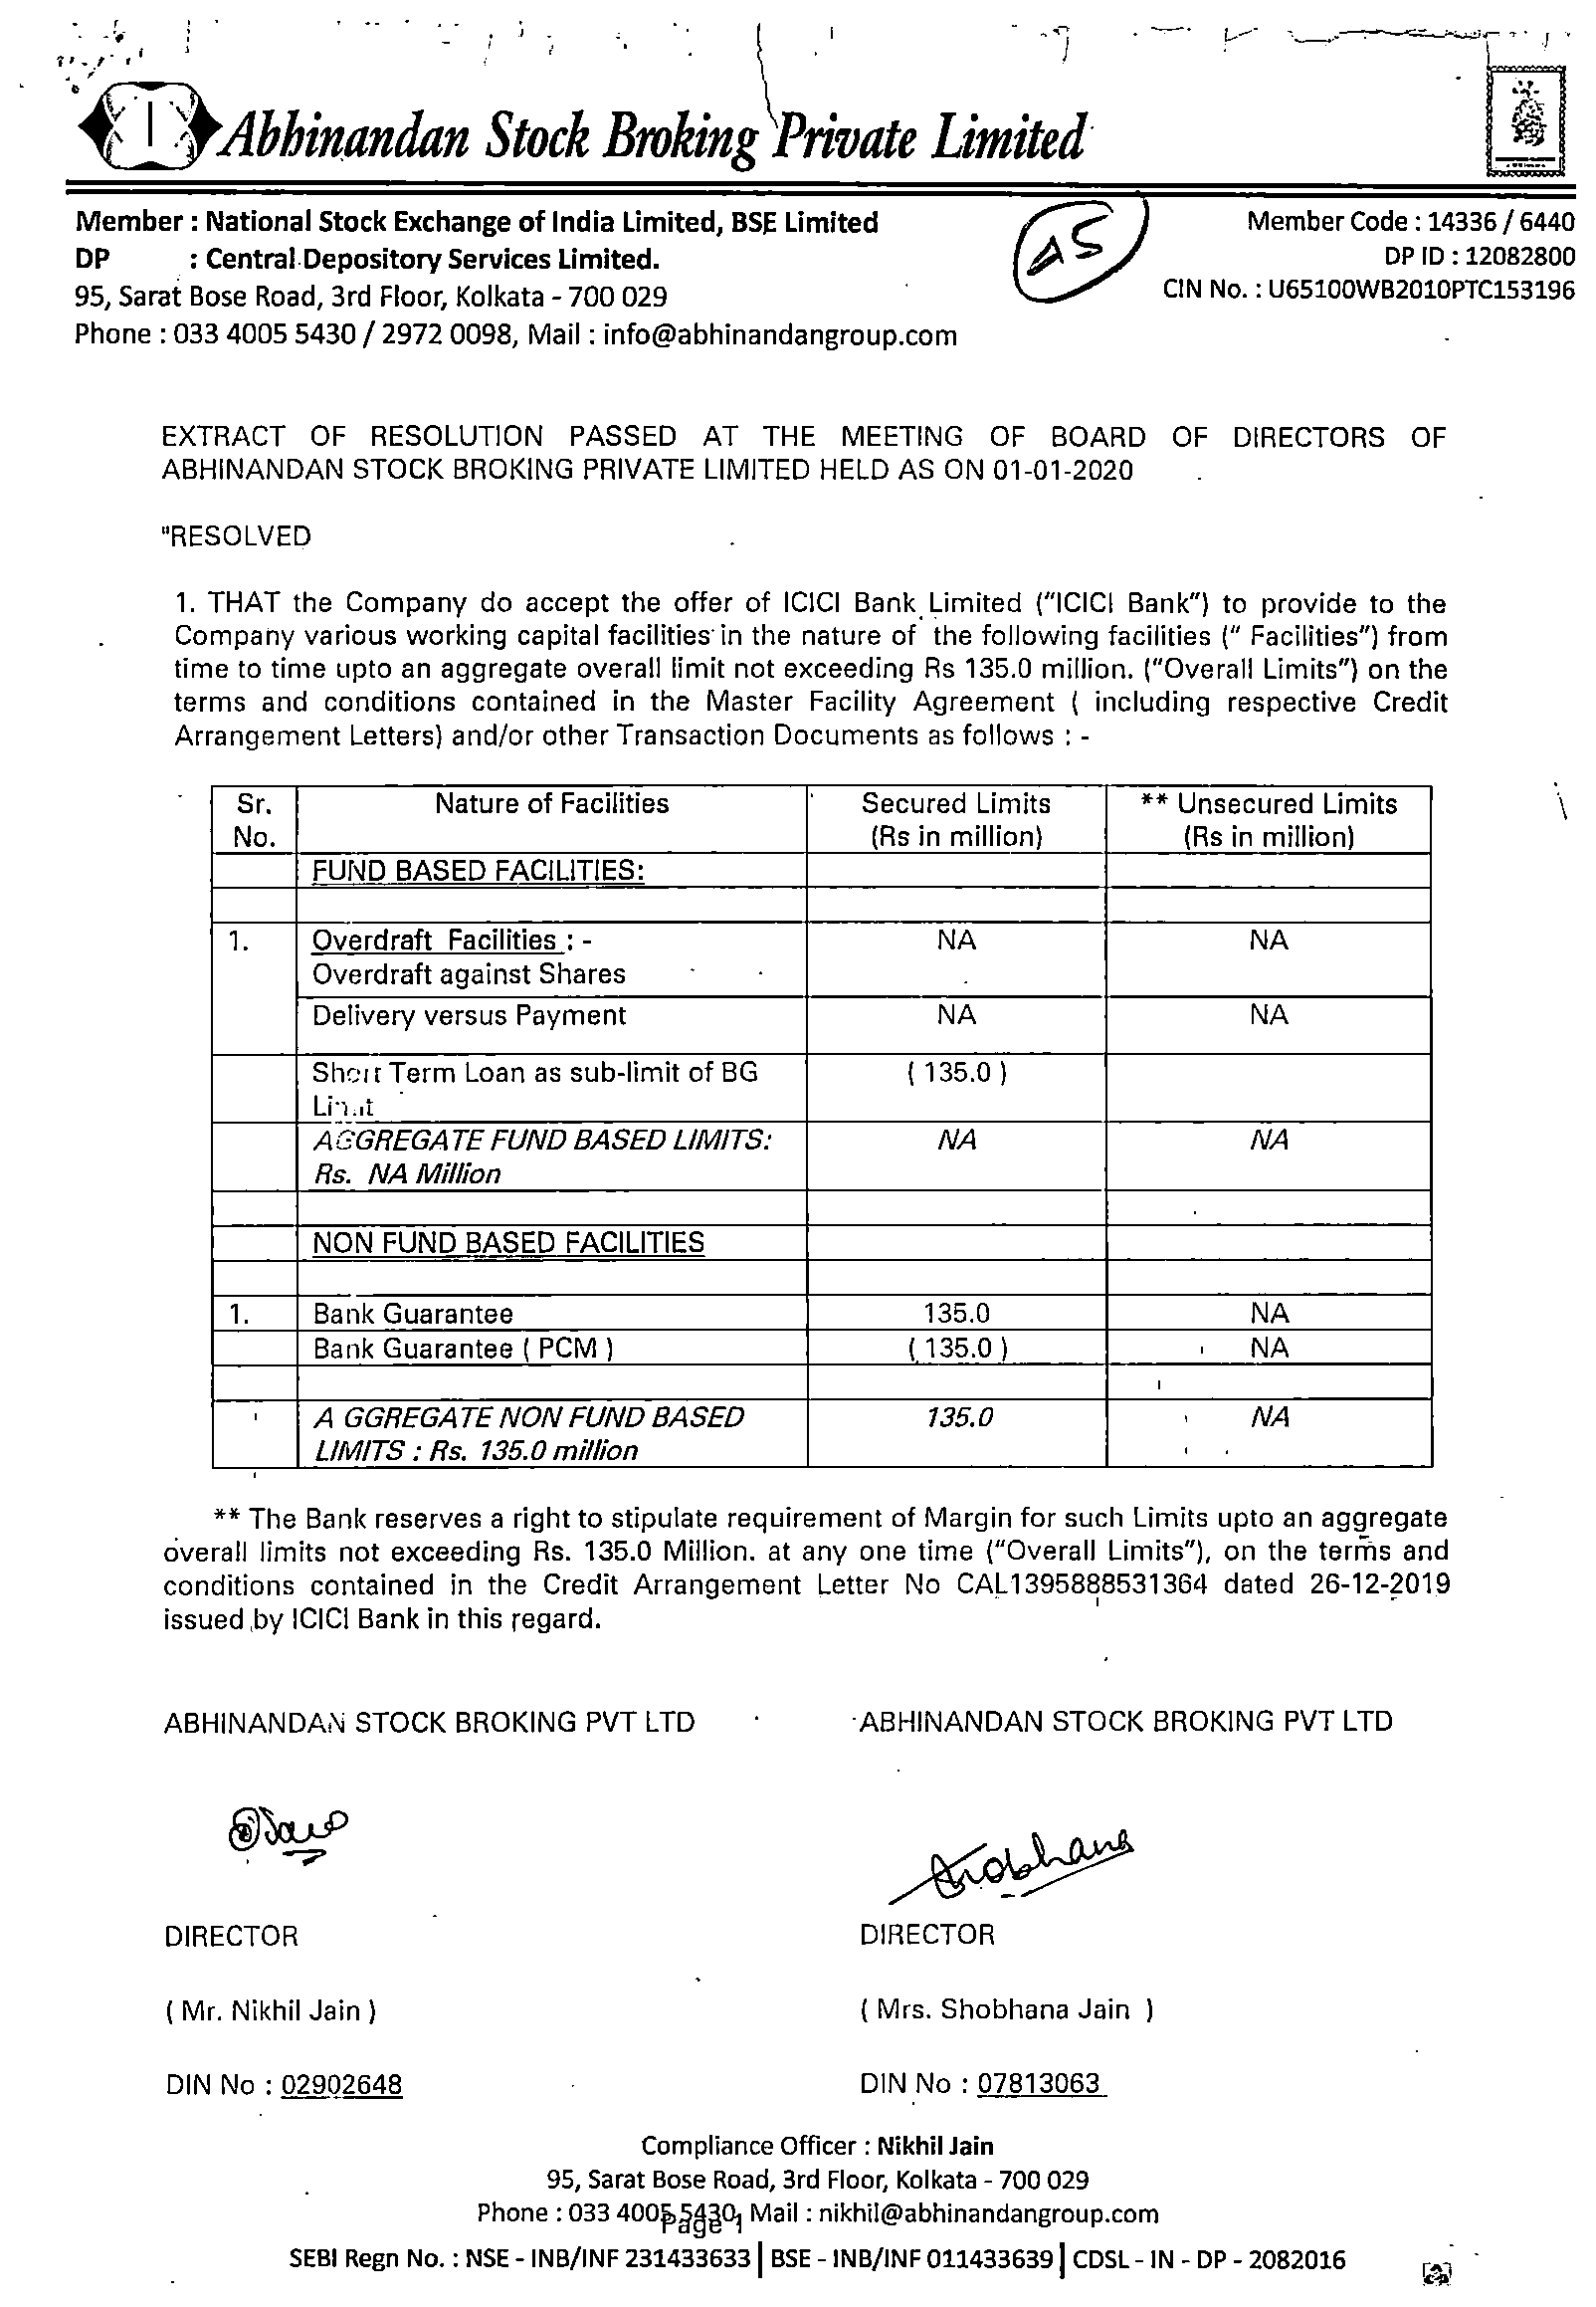 Abhinandan Stock Broking Private Limited
Member : National Stock Exchange of India Limited, BSE Limited
DP : Central Depository Services Limited.
95, Sarat Bose Road, 3rd Floor, Kolkata - 700 029
Phone : 033 4005 5430 / 2972 0098, Mail : info@abhinandangroup.com
AS
Member Code : 14336 / 6440
DP ID : 12082800
CIN No. : U65100WB2010PTC153196
EXTRACT OF RESOLUTION PASSED AT THE MEETING OF BOARD OF DIRECTORS OF
ABHINANDAN STOCK BROKING PRIVATE LIMITED HELD AS ON 01-01-2020
"RESOLVED
1. THAT the Company do accept the offer of ICICI Bank Limited ("ICICI Bank") to provide to the
Company various working capital facilities in the nature of the following facilities (" Facilities") from
time to time upto an aggregate overall limit not exceeding Rs 135.0 million. ("Overall Limits") on the
terms and conditions contained in the Master Facility Agreement ( including respective Credit
Arrangement Letters) and/or other Transaction Documents as follows : -
Sr. No. Nature of Facilities Secured Limits (Rs in million) ** Unsecured Limits (Rs in million)
FUND BASED FACILITIES:
1. Overdraft Facilities : - NA NA
Overdraft against Shares
Delivery versus Payment NA NA
Short Term Loan as sub-limit of BG ( 135.0 )
Limit
AGGREGATE FUND BASED LIMITS: NA NA
Rs. NA Million
NON FUND BASED FACILITIES
1. Bank Guarantee 135.0 NA
Bank Guarantee ( PCM ) ( 135.0 ) NA
A GGREGATE NON FUND BASED 135.0 NA
LIMITS : Rs. 135.0 million
** The Bank reserves a right to stipulate requirement of Margin for such Limits upto an aggregate
overall limits not exceeding Rs. 135.0 Million. at any one time ("Overall Limits"), on the terms and
conditions contained in the Credit Arrangement Letter No CAL1395888531364 dated 26-12-2019
issued by ICICI Bank in this regard.
ABHINANDAN STOCK BROKING PVT LTD ABHINANDAN STOCK BROKING PVT LTD
Shobhana
DIRECTOR DIRECTOR
( Mr. Nikhil Jain ) ( Mrs. Shobhana Jain )
DIN No : 02902648 DIN No : 07813063
Compliance Officer : Nikhil Jain
95, Sarat Bose Road, 3rd Floor, Kolkata - 700 029
Phone : 033 4005 5430, Mail : nikhil@abhinandangroup.com
Page 1
SEBI Regn No. : NSE - INB/INF 231433633 | BSE - INB/INF 011433639 | CDSL - IN - DP - 2082016